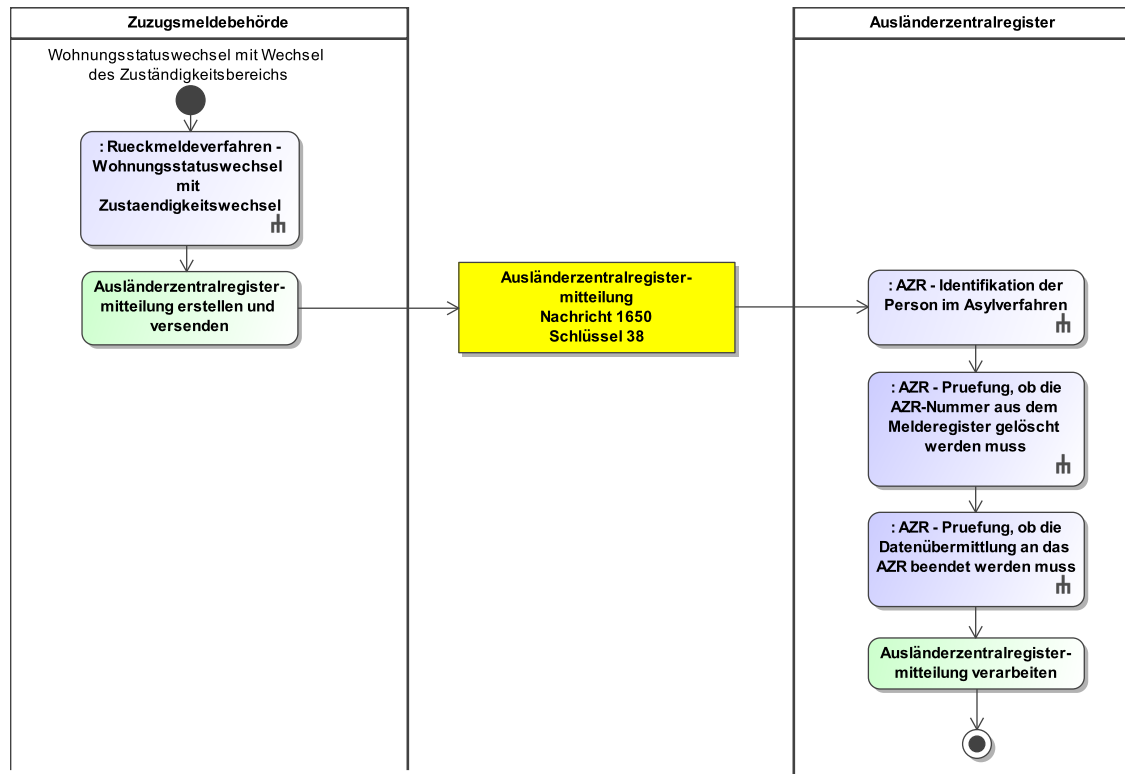 Zuzugsmeldebehörde
Wohnungsstatuswechsel mit Wechsel
des Zuständigkeitsbereichs
: Rueckmeldeverfahren -
Wohnungsstatuswechsel
mit
Zustaendigkeitswechsel
Ausländerzentralregister-
mitteilung erstellen und
versenden
Ausländerzentralregister-
mitteilung
Nachricht 1650
Schlüssel 38
Ausländerzentralregister
: AZR - Identifikation der
Person im Asylverfahren
: AZR - Pruefung, ob die
AZR-Nummer aus dem
Melderegister gelöscht
werden muss
: AZR - Pruefung, ob die
Datenübermittlung an das
AZR beendet werden muss
Ausländerzentralregister-
mitteilung verarbeiten